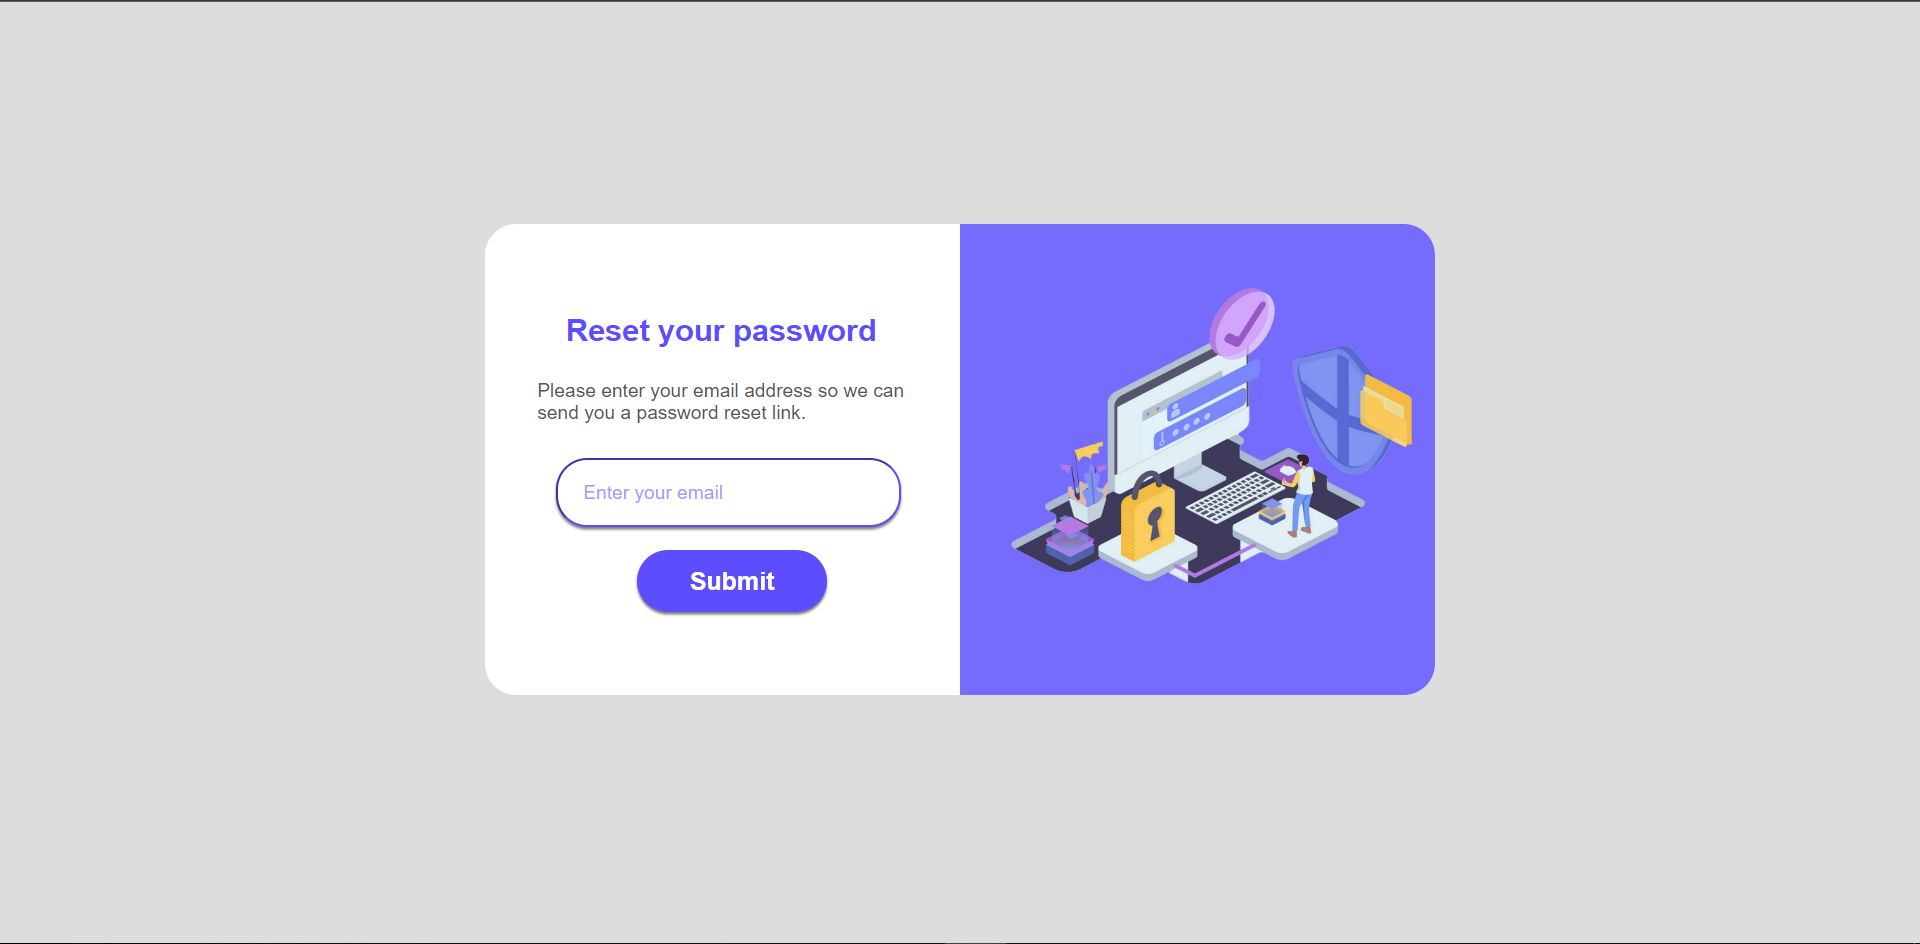 Reset your password
Please enter your email address so we can
send you a password reset link.
Enter your email
Submit